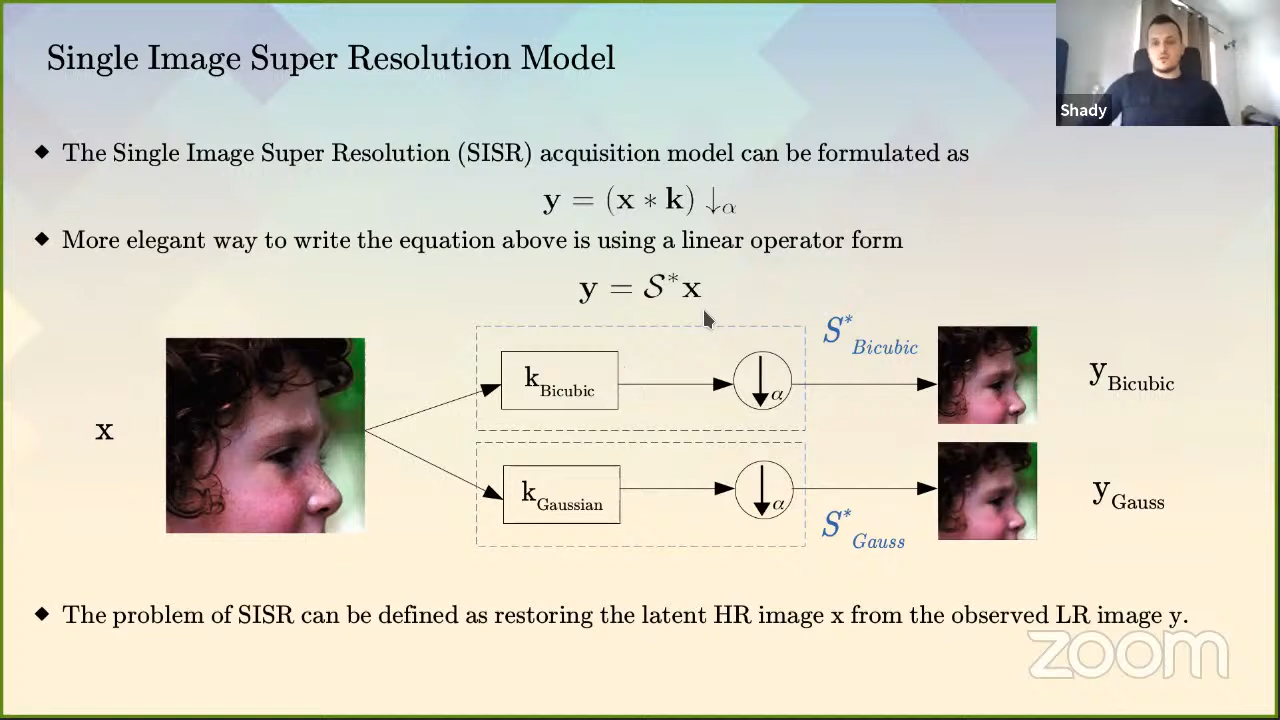 Single Image Super Resolution Model
Shady
◆ The Single Image Super Resolution (SISR) acquisition model can be formulated as
y = (x * k) ↓α
◆ More elegant way to write the equation above is using a linear operator form
y = 𝒮*x
S*Bicubic
kBicubic
α
yBicubic
x
kGaussian
α
yGauss
S*Gauss
◆ The problem of SISR can be defined as restoring the latent HR image x from the observed LR image y.
zoom